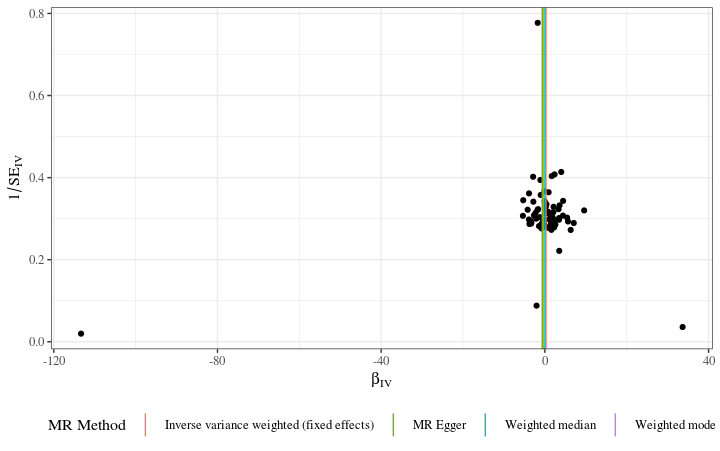 0.8
0.6
0.4
0.2
0.0
1/SE_IV
-120
-80
-40
0
40
β_IV
MR Method
Inverse variance weighted (fixed effects)
MR Egger
Weighted median
Weighted mode